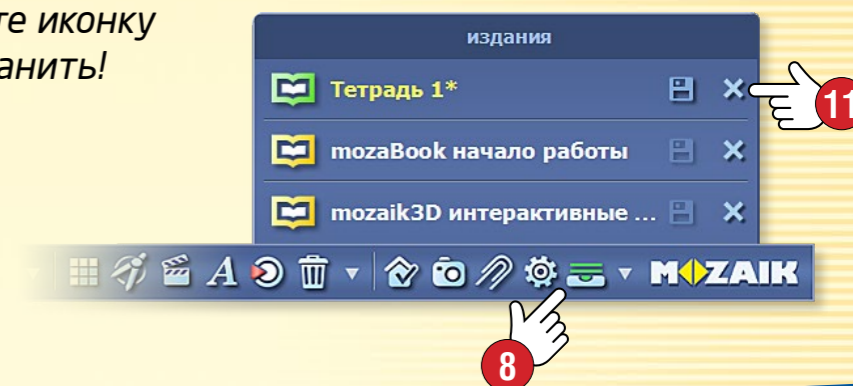 те иконку
анить!
издания
Тетрадь 1*
11
mozaBook начало работы
mozaik3D интерактивные ...
A
MOZAIK
8